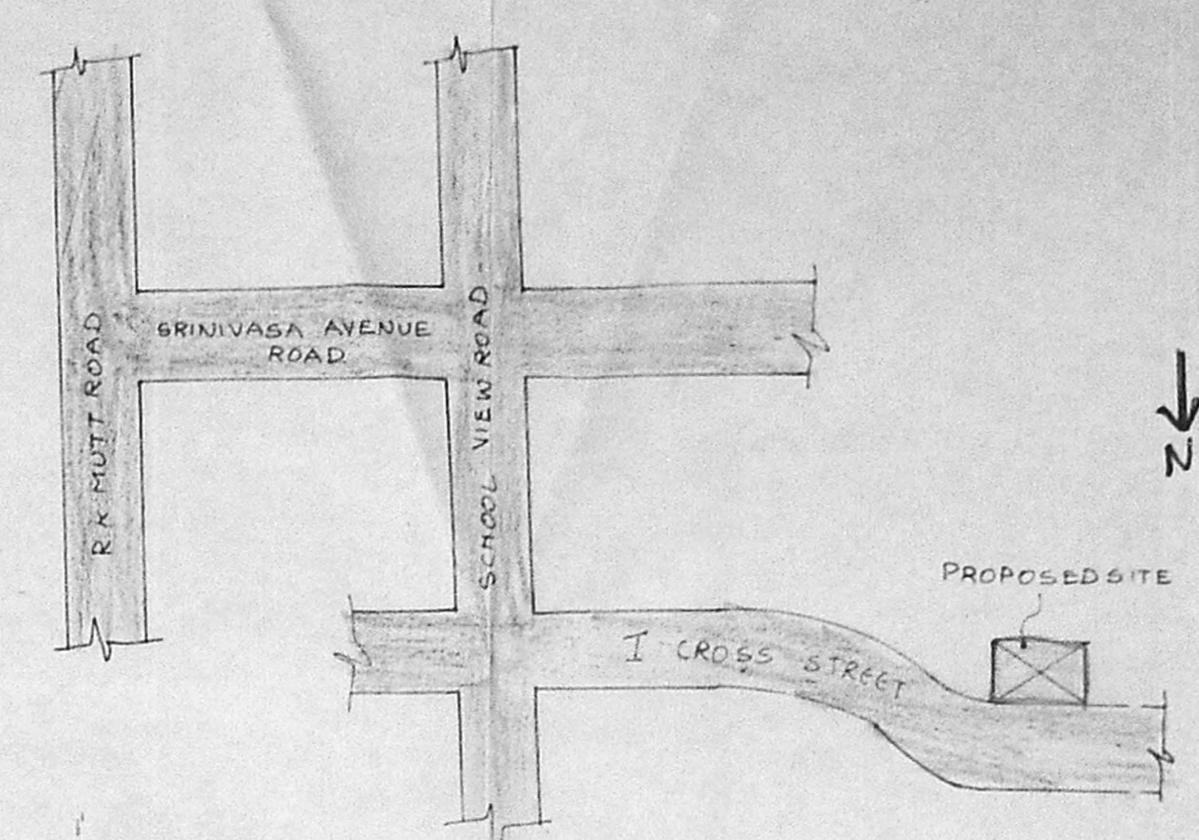 SRINIVASA AVENUE
ROAD
R.K. MUTT ROAD
SCHOOL VIEW ROAD
N
PROPOSED SITE
I CROSS STREET